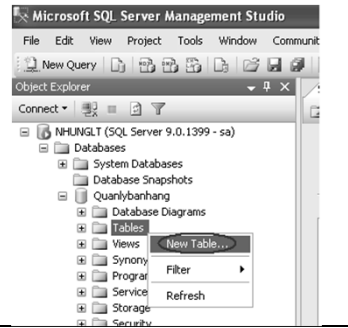 Microsoft SQL Server Management Studio
File Edit View Project Tools Window Communit
New Query
Object Explorer
Connect
NHUNGLT (SQL Server 9.0.1399 - sa)
Databases
System Databases
Database Snapshots
Quanlybanhang
Database Diagrams
Tables
Views
New Table...
Synony
Filter
Prograr
Service
Refresh
Storage
Security